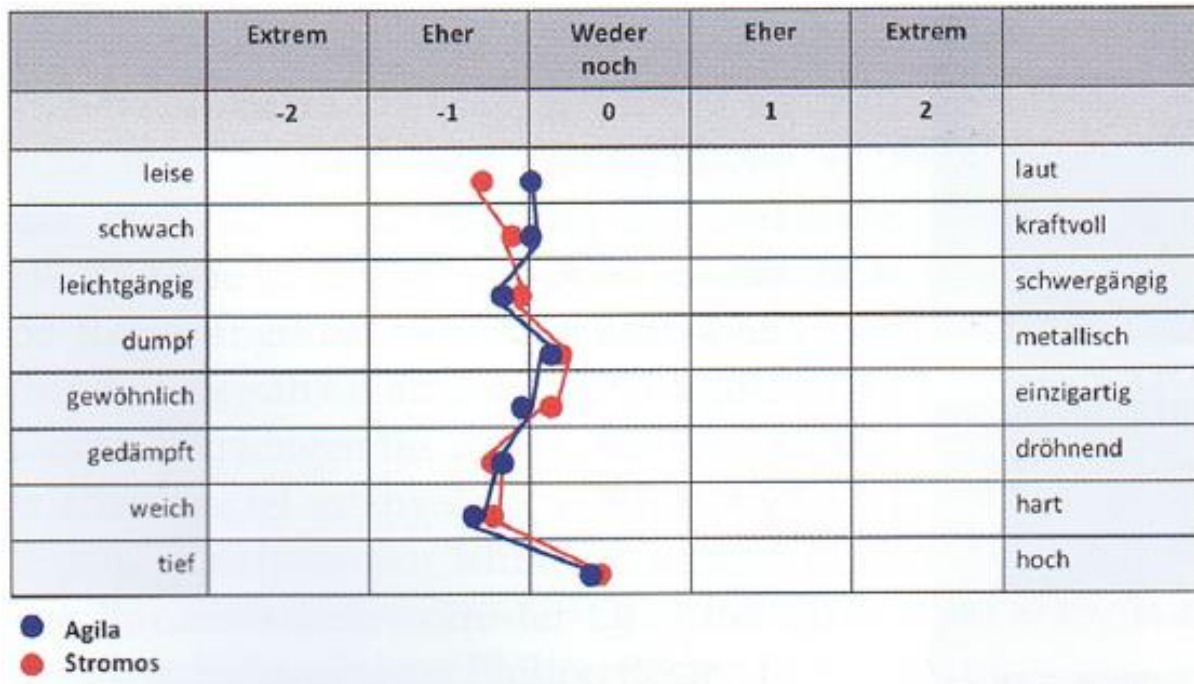 Extrem Eher Weder noch Eher Extrem
-2 -1 0 1 2
leise laut
schwach kraftvoll
leichtgängig schwergängig
dumpf metallisch
gewöhnlich einzigartig
gedämpft dröhnend
weich hart
tief hoch
Agila
Stromos